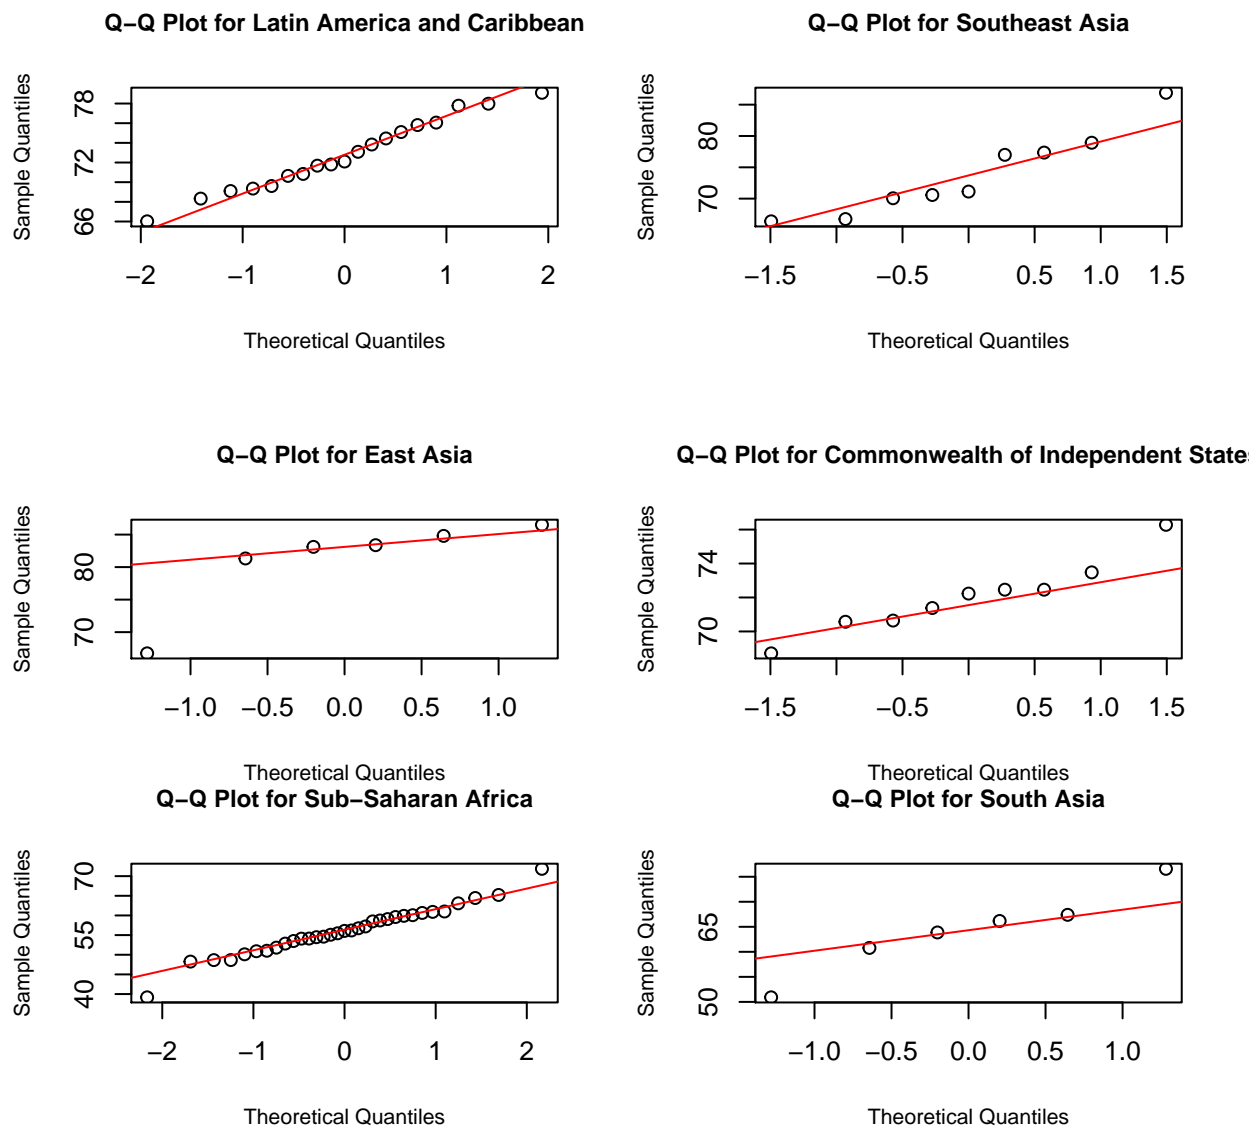 Q−Q Plot for Latin America and Caribbean
Sample Quantiles
78
72
66
−2 −1 0 1 2
Theoretical Quantiles
Q−Q Plot for Southeast Asia
Sample Quantiles
80
70
−1.5 −0.5 0.5 1.0 1.5
Theoretical Quantiles
Q−Q Plot for East Asia
Sample Quantiles
80
70
−1.0 −0.5 0.0 0.5 1.0
Theoretical Quantiles
Q−Q Plot for Commonwealth of Independent States
Sample Quantiles
74
70
−1.5 −0.5 0.5 1.0 1.5
Theoretical Quantiles
Q−Q Plot for Sub−Saharan Africa
Sample Quantiles
70
55
40
−2 −1 0 1 2
Theoretical Quantiles
Q−Q Plot for South Asia
Sample Quantiles
65
50
−1.0 −0.5 0.0 0.5 1.0
Theoretical Quantiles